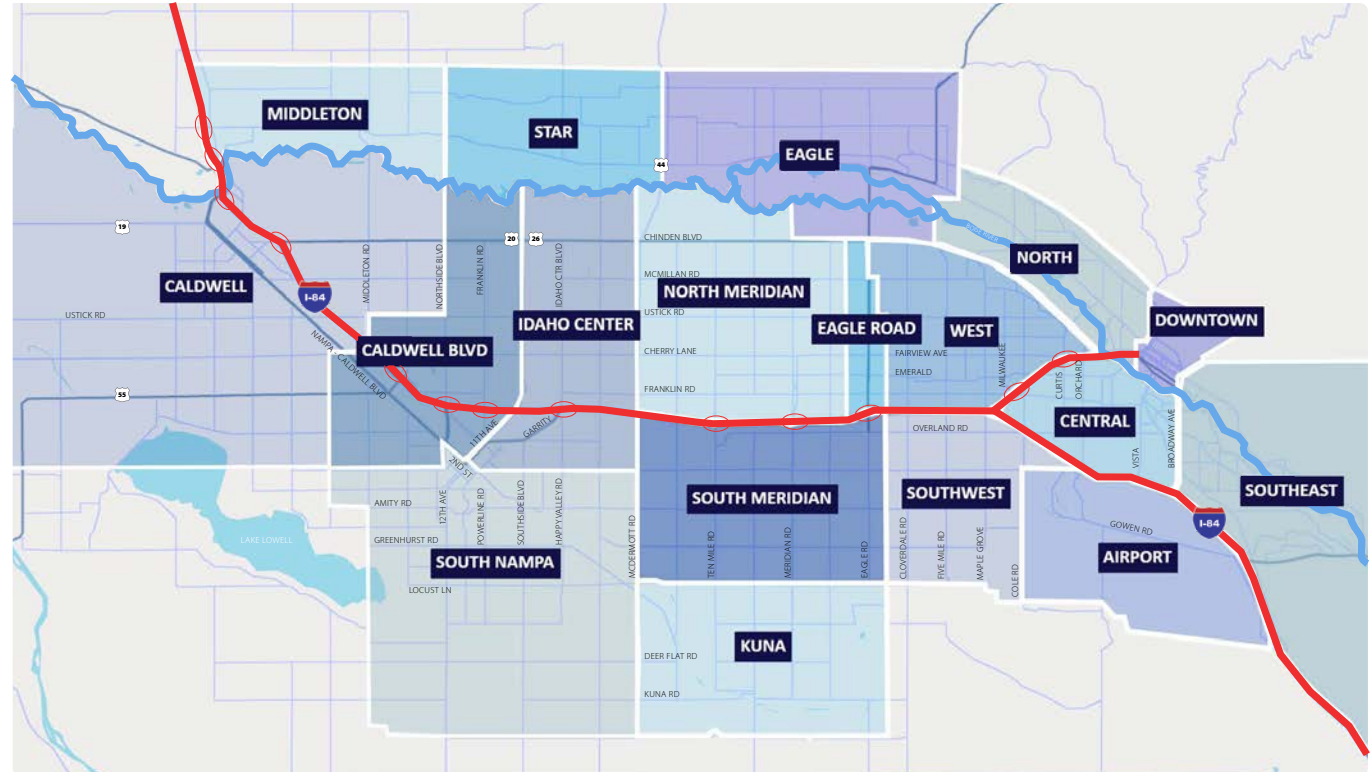 MIDDLETON
STAR
EAGLE
44
19
20
26
CHINDEN BLVD
BOISE RIVER
NORTH
MIDDLETON RD
NORTHSIDE BLVD
FRANKLIN RD
IDAHO CTR BLVD
MCMILLAN RD
CALDWELL
I-84
NORTH MERIDIAN
USTICK RD
USTICK RD
IDAHO CENTER
EAGLE ROAD
WEST
DOWNTOWN
NAMPA - CALDWELL BLVD
CALDWELL BLVD
CHERRY LANE
FAIRVIEW AVE
EMERALD
MILWAUKEE
CURTIS
ORCHARD
55
FRANKLIN RD
11TH AVE
GARRITY
OVERLAND RD
CENTRAL
VISTA
BROADWAY AVE
2ND ST
SOUTH MERIDIAN
SOUTHWEST
SOUTHEAST
AMITY RD
12TH AVE
POWERLINE RD
SOUTHSIDE BLVD
HAPPY VALLEY RD
I-84
GOWEN RD
LAKE LOWELL
GREENHURST RD
MCDERMOTT RD
TEN MILE RD
MERIDIAN RD
EAGLE RD
CLOVERDALE RD
FIVE MILE RD
MAPLE GROVE
COLE RD
AIRPORT
SOUTH NAMPA
LOCUST LN
KUNA
DEER FLAT RD
KUNA RD